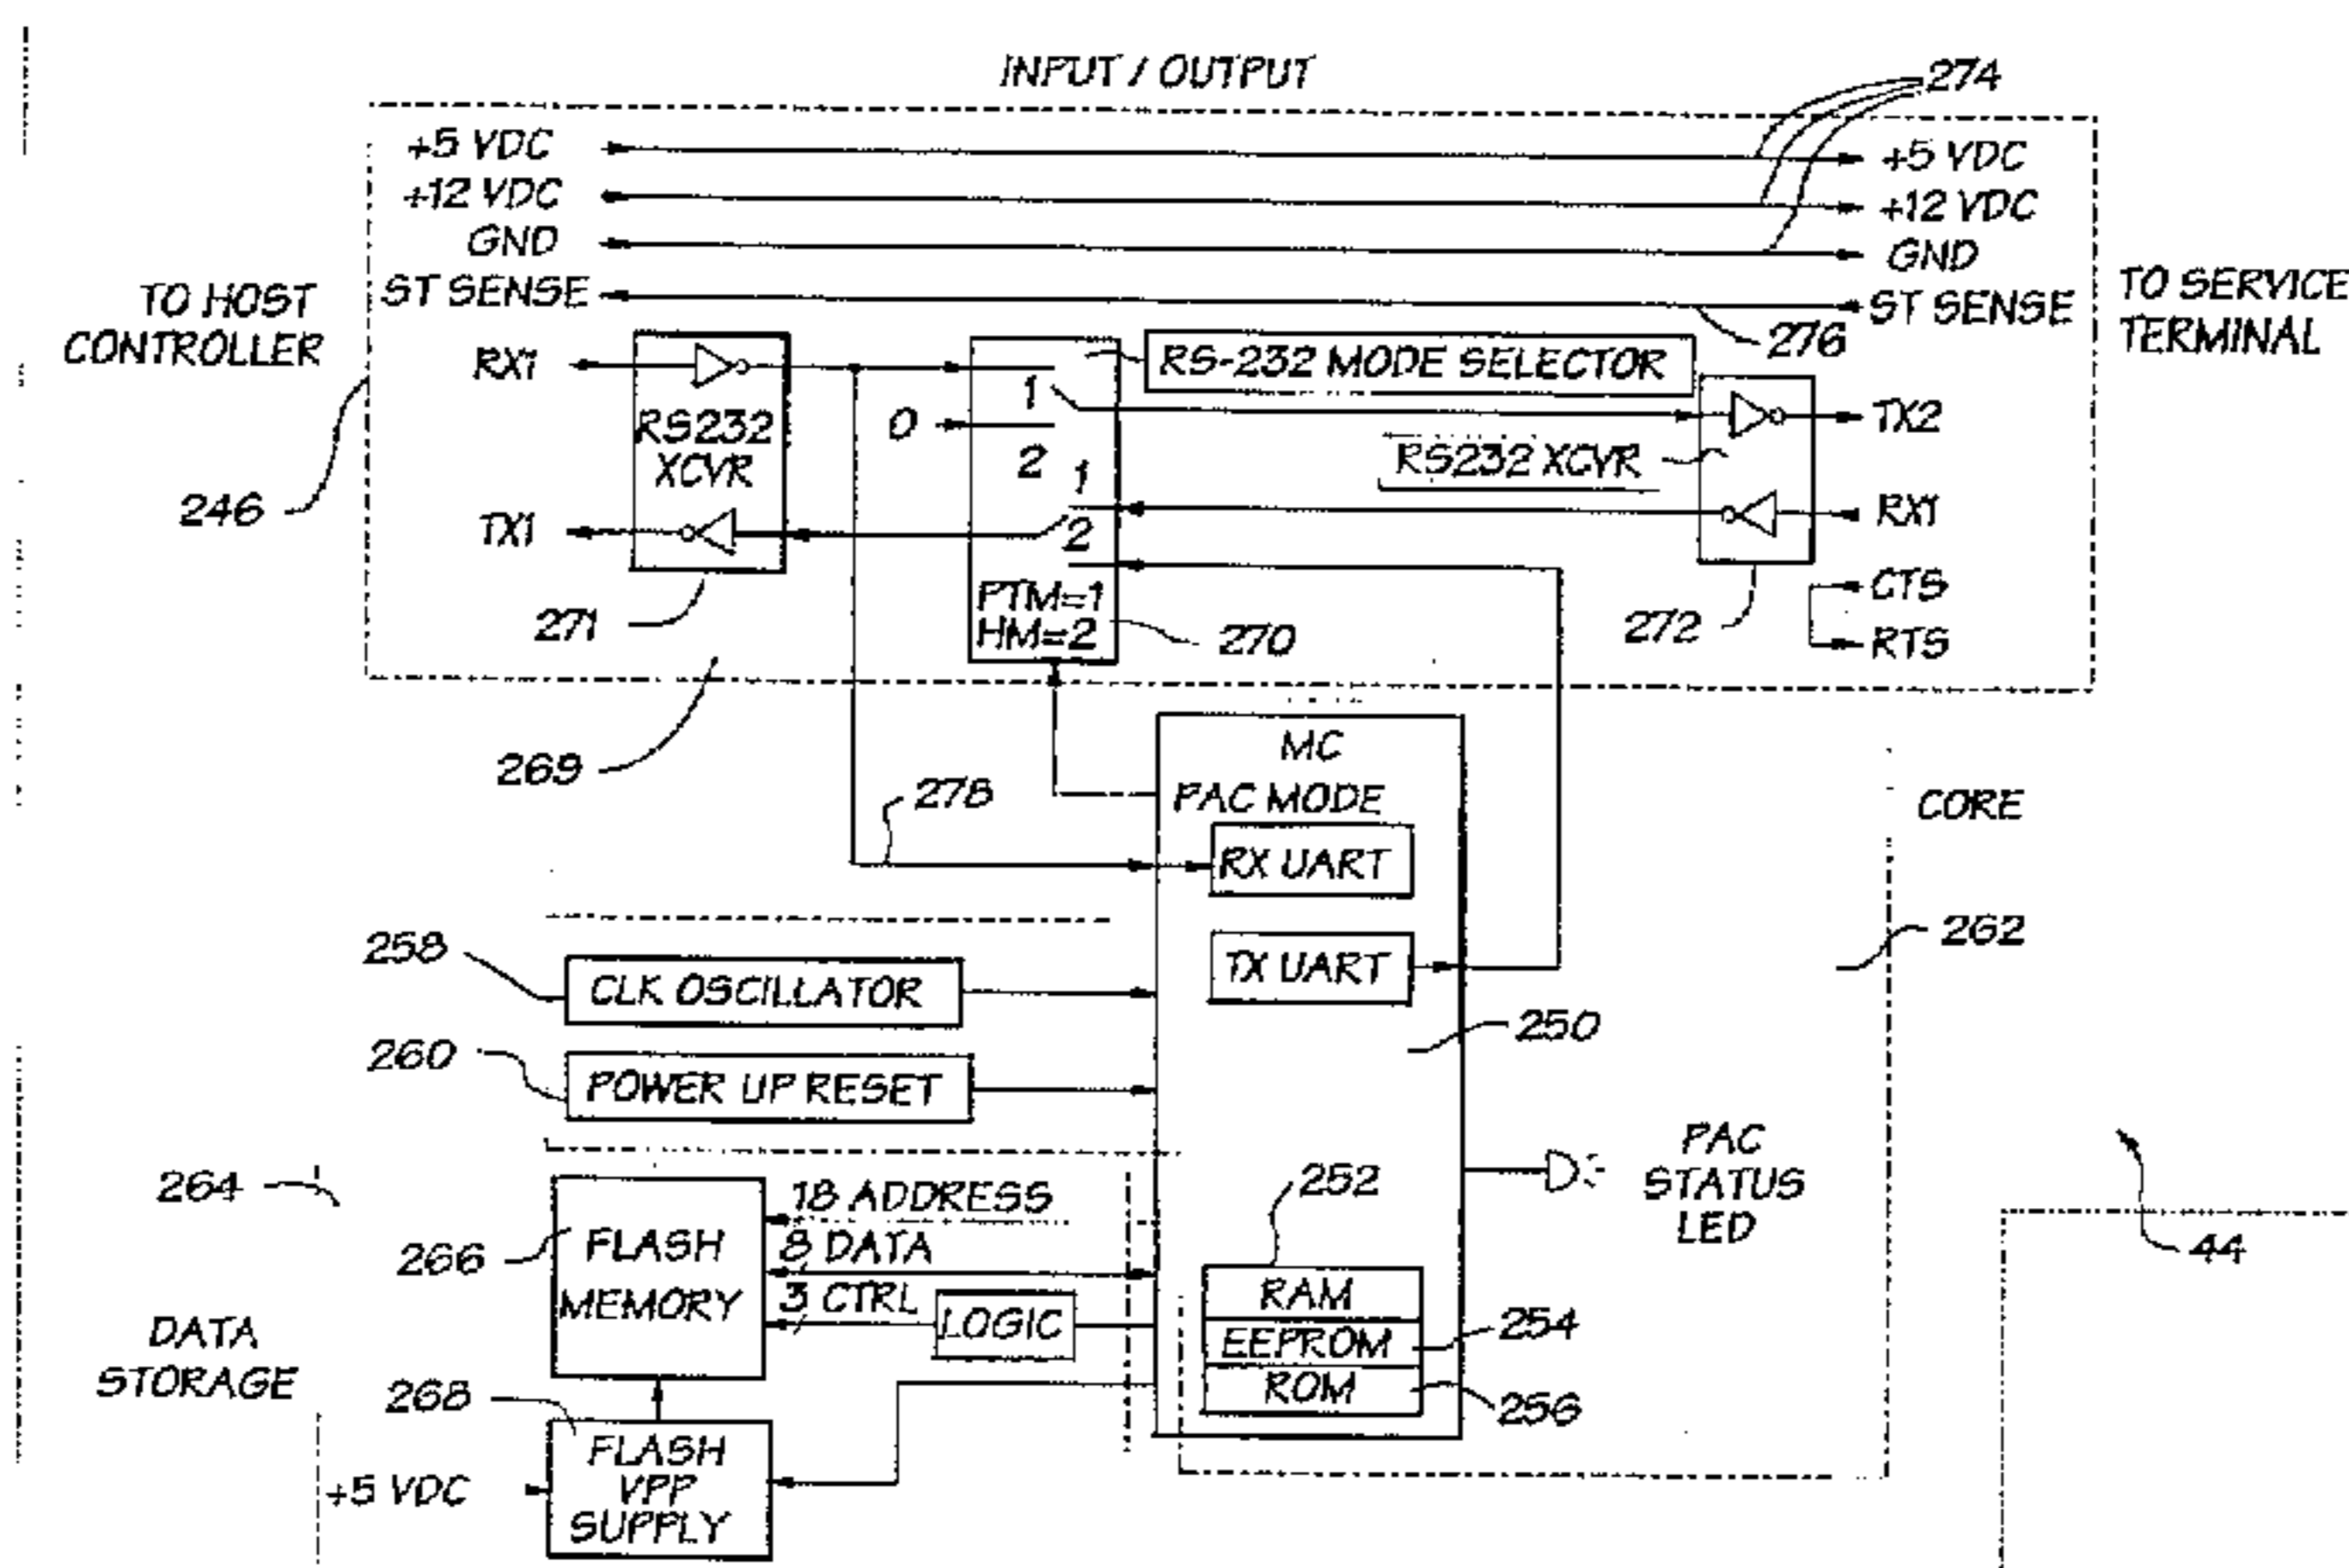 INPUT / OUTPUT
274
+5 VDC
+5 VDC
+12 VDC
+12 VDC
GND
GND
ST SENSE
ST SENSE
TO HOST
CONTROLLER
TO SERVICE
TERMINAL
276
RX1
RS-232 MODE SELECTOR
1
0
2
RS232
XCVR
TX2
RS232 XCVR
1
246
TX1
2
RX1
271
PTM=1
HM=2
270
272
CTS
RTS
269
MC
PAC MODE
278
CORE
RX UART
258
CLK OSCILLATOR
TX UART
262
260
POWER UP RESET
250
264
18 ADDRESS
252
PAC
STATUS
LED
266
FLASH
MEMORY
8 DATA
44
3 CTRL
LOGIC
RAM
EEPROM
254
ROM
256
DATA
STORAGE
268
FLASH
VPP
SUPPLY
+5 VDC